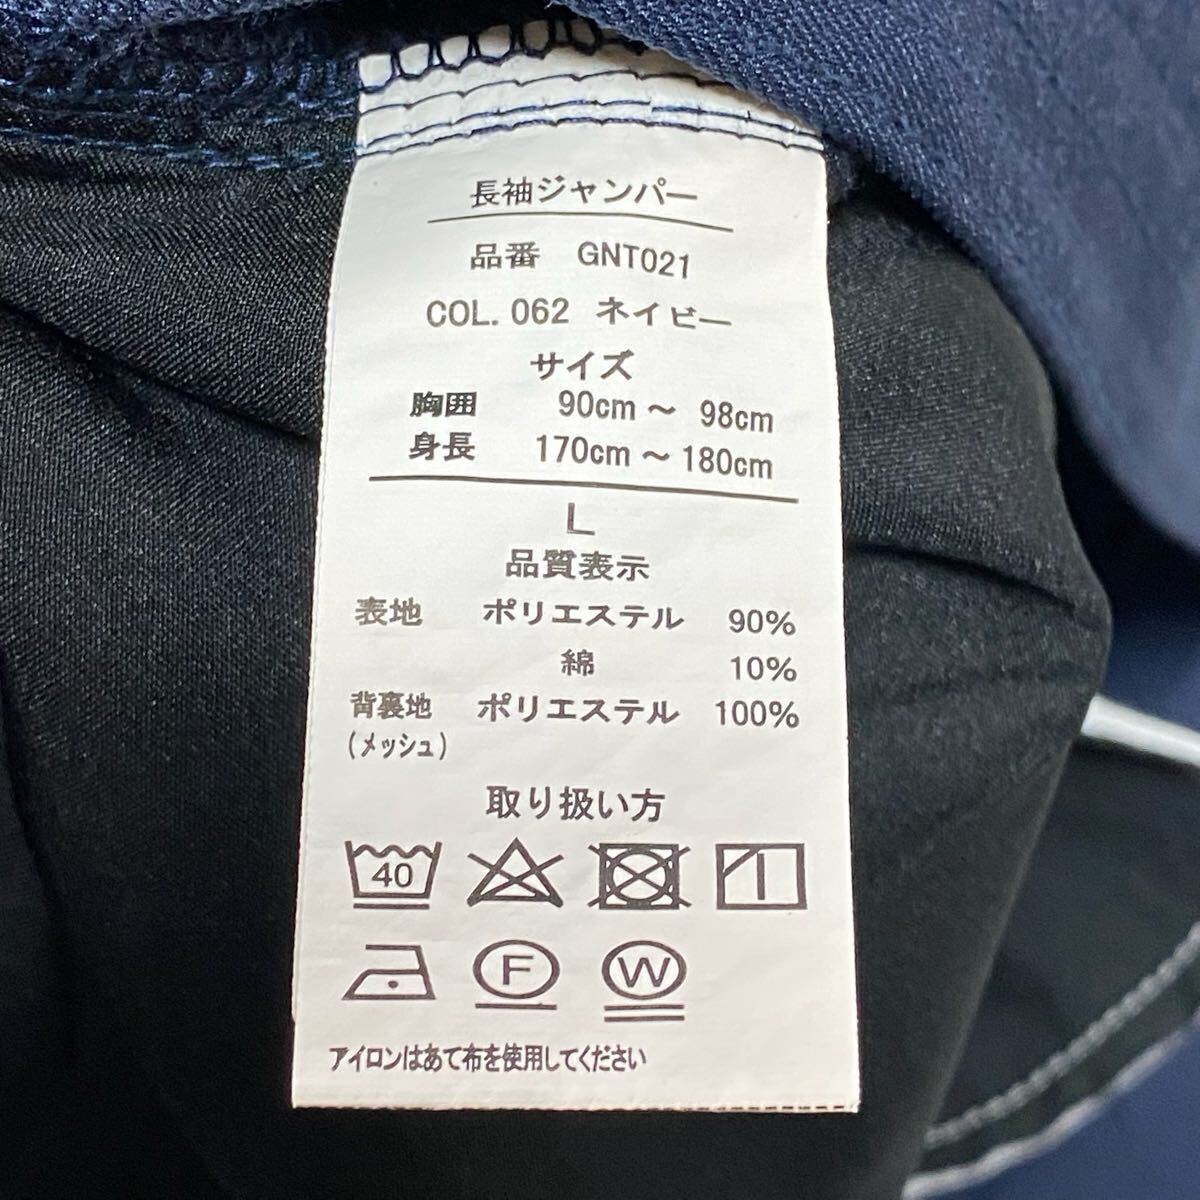 長袖ジャンパー
品番 GNT021
COL. 062 ネイビー
サイズ
胸囲 90cm ～ 98cm
身長 170cm ～ 180cm
L
品質表示
表地 ポリエステル 90%
綿 10%
背裏地 ポリエステル 100%
(メッシュ)
取り扱い方
40
F W
アイロンはあて布を使用してください